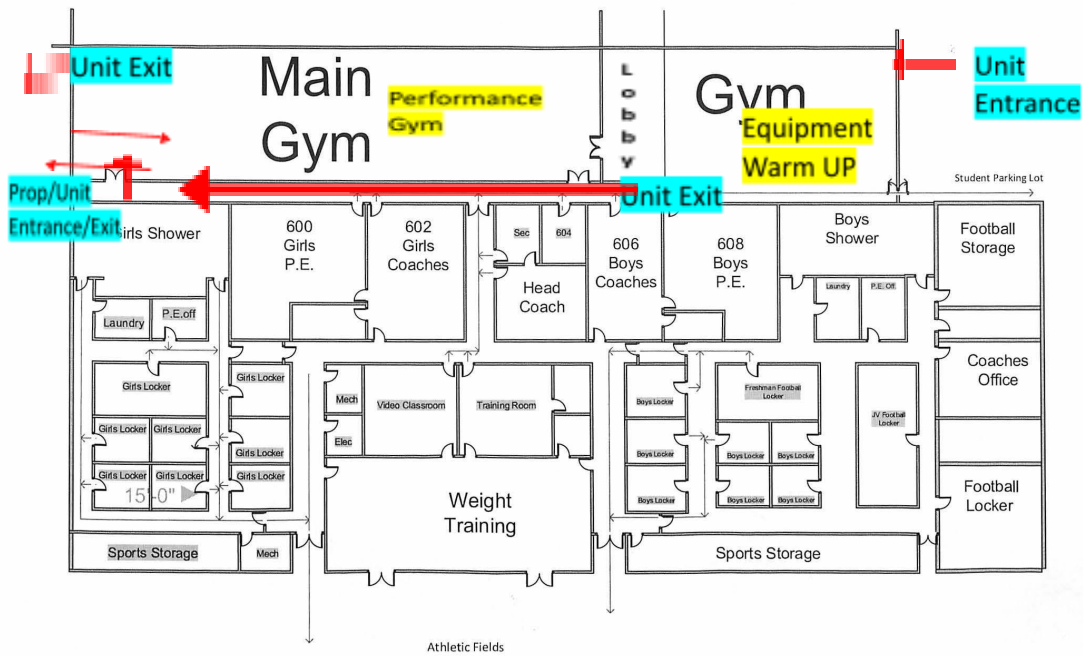 Unit Exit
Main
Gym
Performance
Gym
L
o
b
b
y
Gym
Equipment
Warm UP
Unit
Entrance
Prop/Unit
Entrance/Exit
Unit Exit
Student Parking Lot
Girls Shower
600
Girls
P.E.
602
Girls
Coaches
Sec
604
Head
Coach
606
Boys
Coaches
608
Boys
P.E.
Boys
Shower
Football
Storage
Laundry
P.E.off
Laundry
P.E. Off
Coaches
Office
Girls Locker
Girls Locker
Mech
Video Classroom
Training Room
Boys Locker
Freshman Football
Locker
JV Football
Locker
Girls Locker
Girls Locker
Girls Locker
Elec
Boys Locker
Boys Locker
Boys Locker
Girls Locker
Girls Locker
Girls Locker
15'-0"
Boys Locker
Boys Locker
Boys Locker
Weight
Training
Football
Locker
Sports Storage
Mech
Sports Storage
Athletic Fields